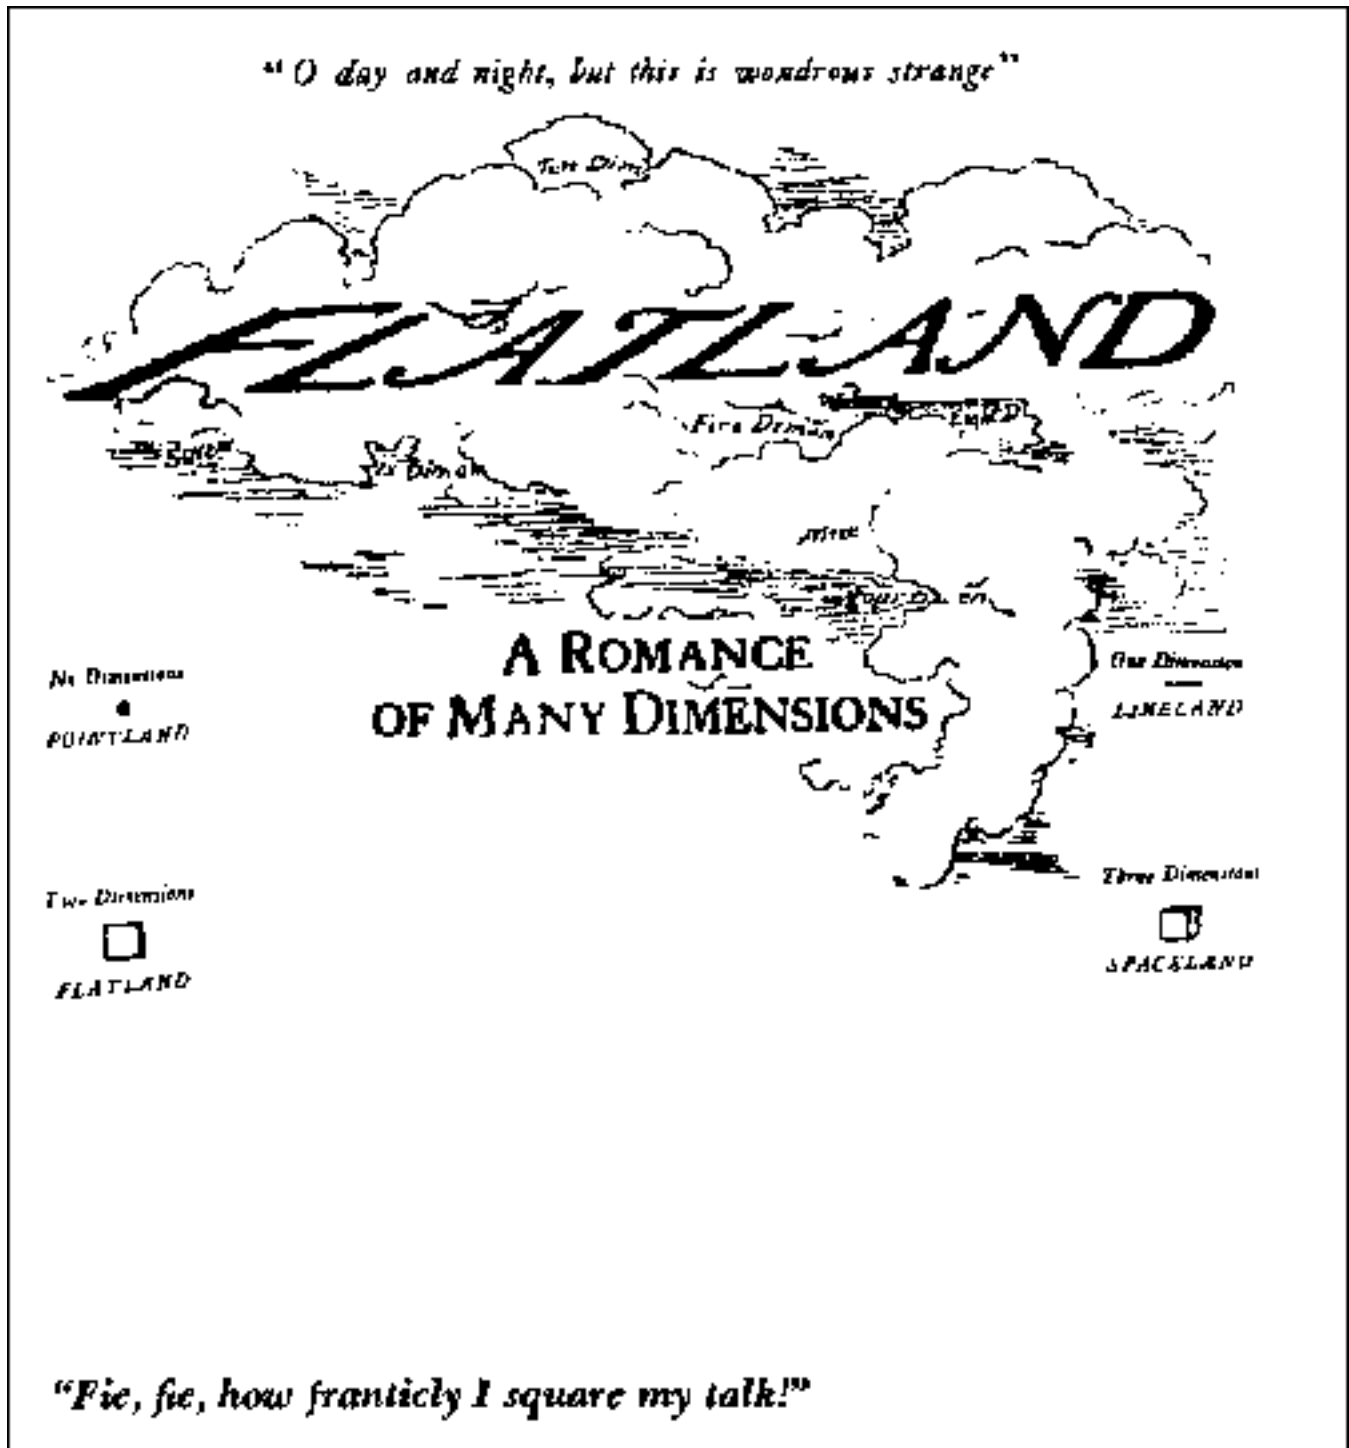 “O day and night, but this is wondrous strange”
FLATLAND
A ROMANCE
OF MANY DIMENSIONS
No Dimensions
POINTLAND
One Dimension
LINELAND
Two Dimensions
FLATLAND
Three Dimensions
SPACELAND
“Fie, fie, how franticly I square my talk!”